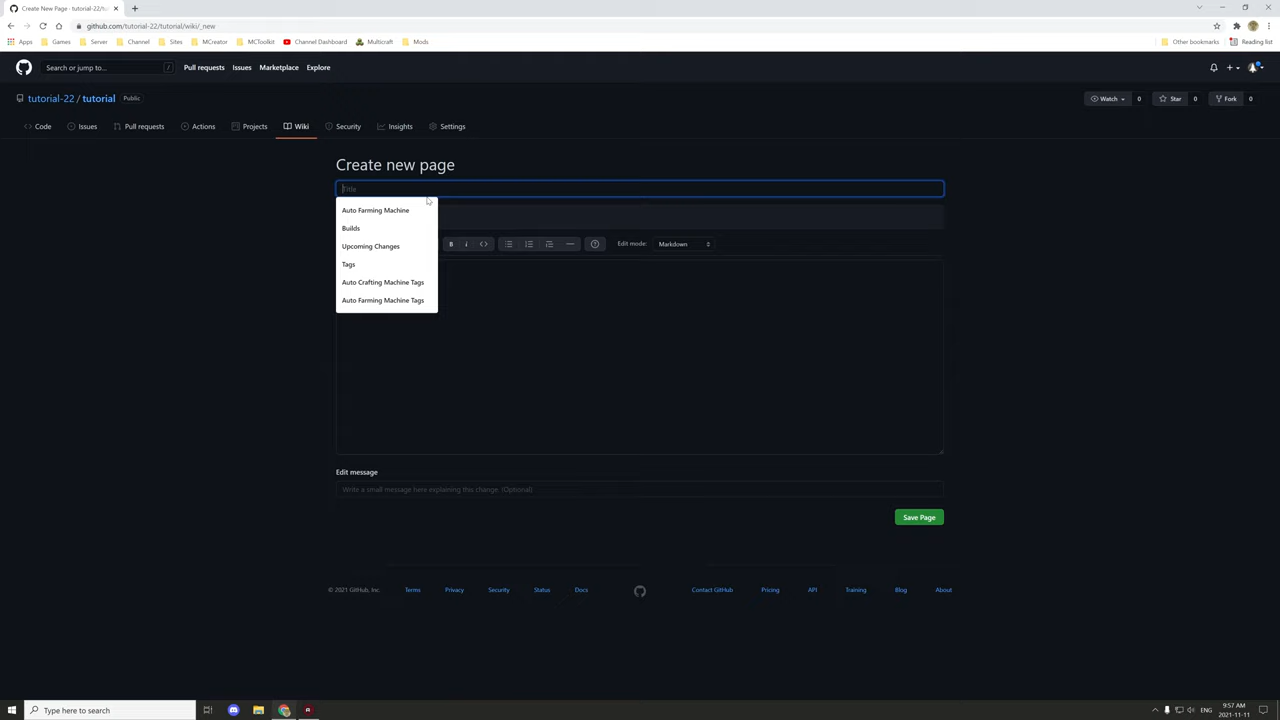 Create New Page · tutorial-22/tu
github.com/tutorial-22/tutorial/wiki/_new
Apps Games Server Channel Sites MCreator MCToolkit Channel Dashboard Multicraft Mods Other bookmarks Reading list
Search or jump to... / Pull requests Issues Marketplace Explore
tutorial-22 / tutorial Public Watch 0 Star 0 Fork 0
Code Issues Pull requests Actions Projects Wiki Security Insights Settings
Create new page
Title
Auto Farming Machine
Builds
B i Edit mode: Markdown
Upcoming Changes
Tags
Auto Crafting Machine Tags
Auto Farming Machine Tags
Edit message
Write a small message here explaining this change. (Optional)
Save Page
© 2021 GitHub, Inc. Terms Privacy Security Status Docs Contact GitHub Pricing API Training Blog About
Type here to search ENG 9:57 AM
2021-11-11